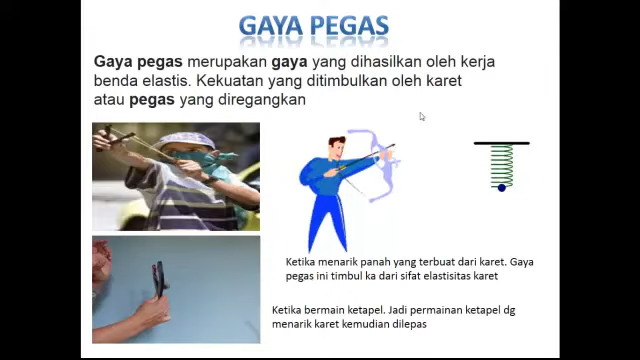 GAYA PEGAS
Gaya pegas merupakan gaya yang dihasilkan oleh kerja
benda elastis. Kekuatan yang ditimbulkan oleh karet
atau pegas yang diregangkan
Ketika menarik panah yang terbuat dari karet. Gaya
pegas ini timbul ka dari sifat elastisitas karet
Ketika bermain ketapel. Jadi permainan ketapel dg
menarik karet kemudian dilepas